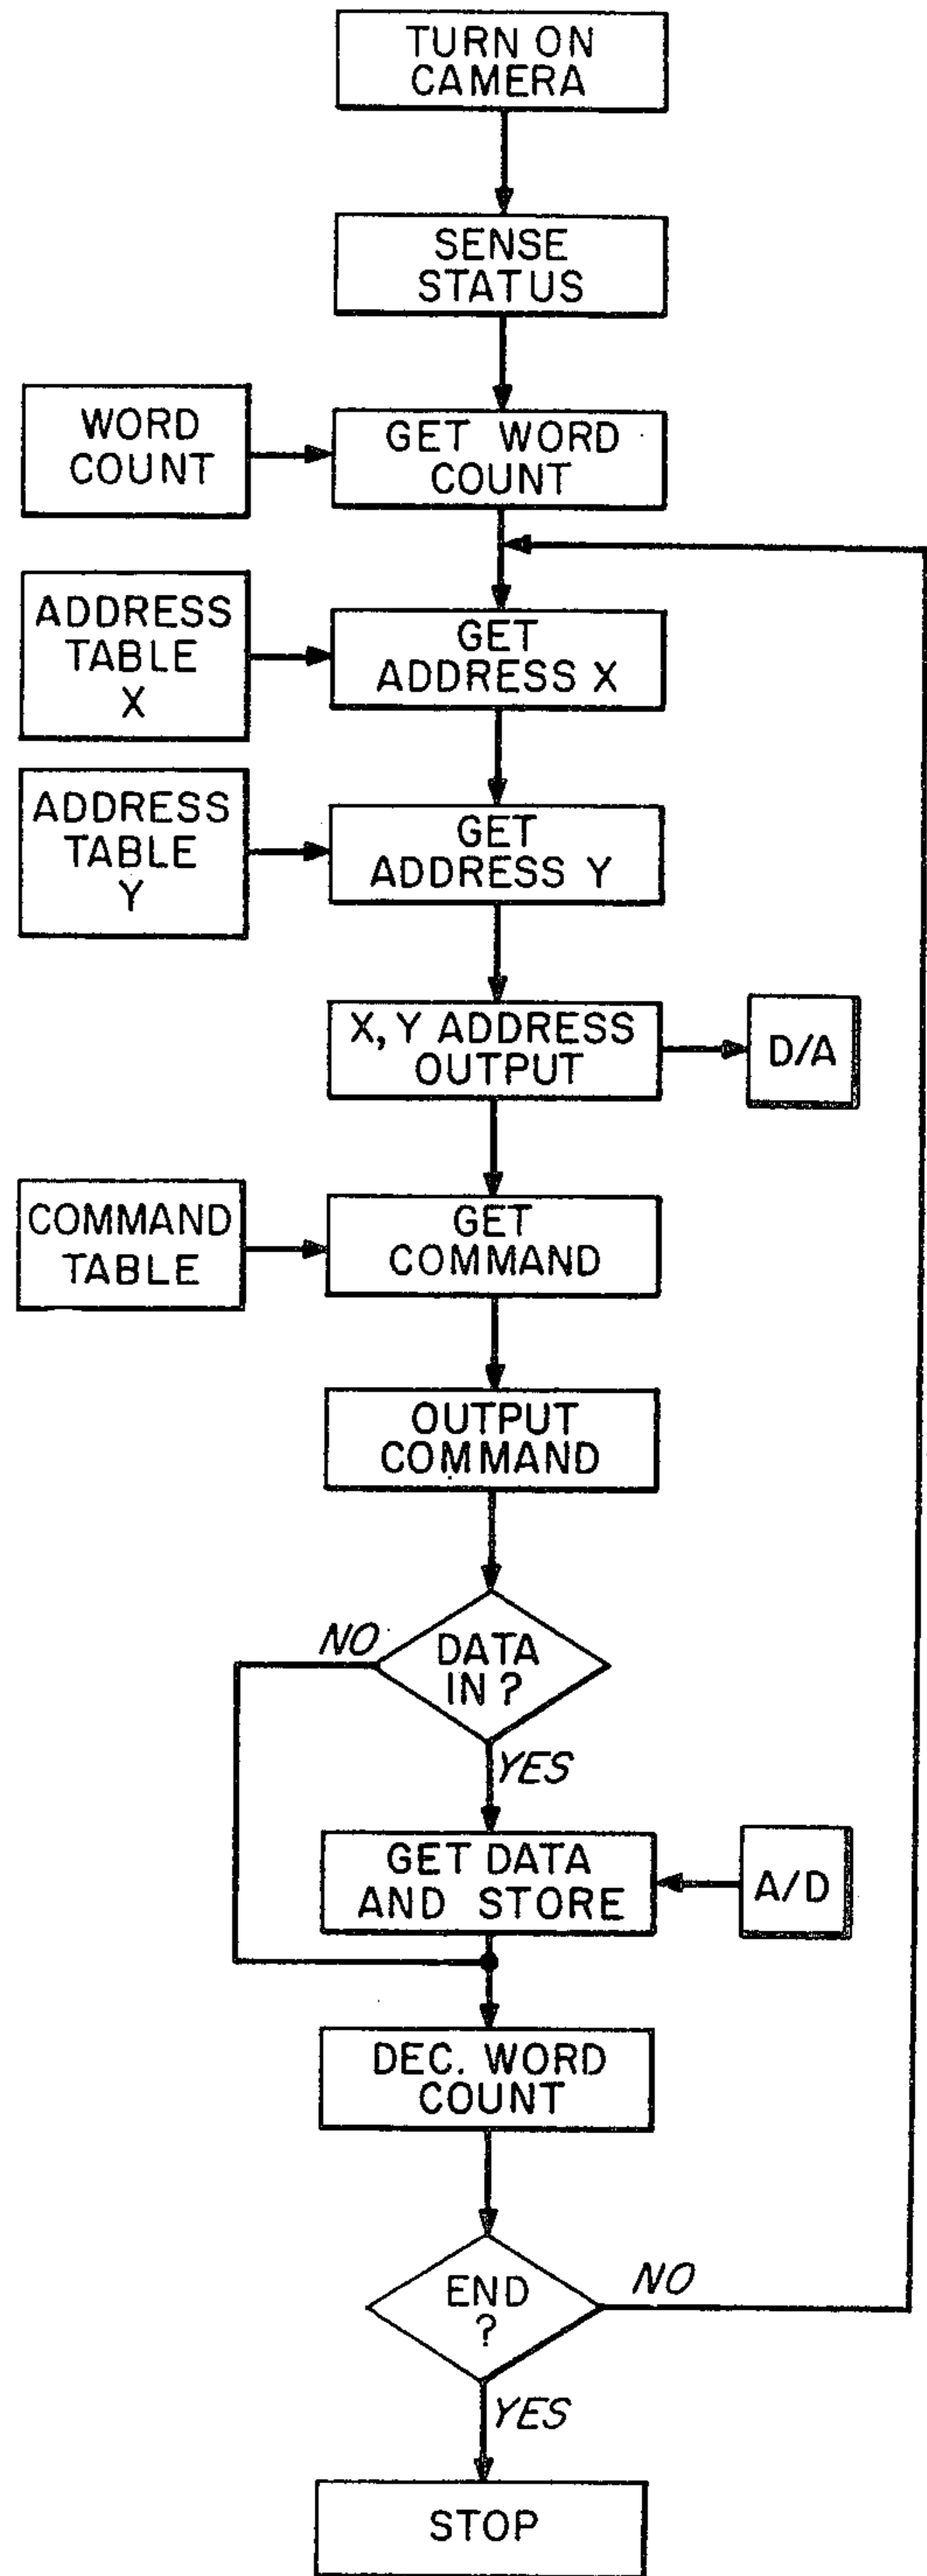 TURN ON
CAMERA
SENSE
STATUS
WORD
COUNT
GET WORD
COUNT
ADDRESS
TABLE
X
GET
ADDRESS X
ADDRESS
TABLE
Y
GET
ADDRESS Y
X, Y ADDRESS
OUTPUT
D/A
COMMAND
TABLE
GET
COMMAND
OUTPUT
COMMAND
NO
DATA
IN ?
YES
GET DATA
AND STORE
A/D
DEC. WORD
COUNT
END
?
NO
YES
STOP